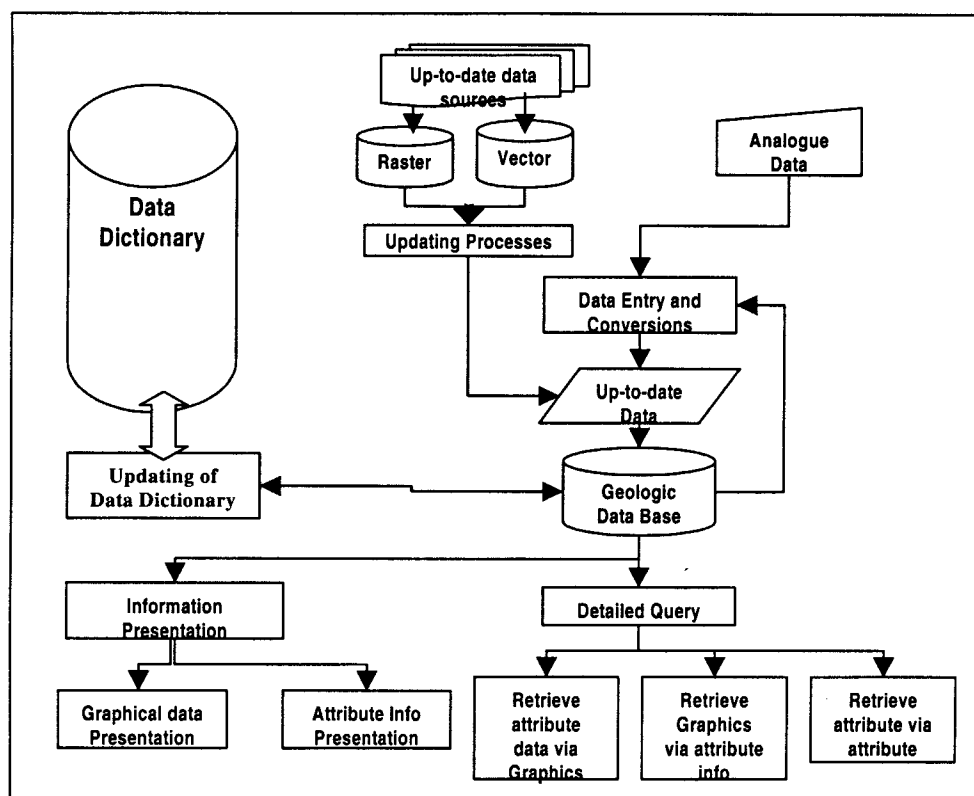 Up-to-date data
sources
Raster
Vector
Analogue
Data
Data
Dictionary
Updating Processes
Data Entry and
Conversions
Up-to-date
Data
Updating of
Data Dictionary
Geologic
Data Base
Information
Presentation
Detailed Query
Graphical data
Presentation
Attribute Info
Presentation
Retrieve
attribute
data via
Graphics
Retrieve
Graphics
via attribute
info
Retrieve
attribute via
attribute